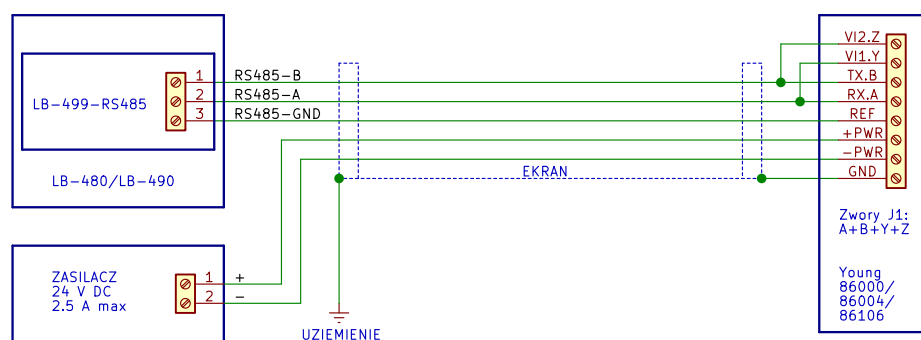 LB-499-RS485
1
2
3
RS485-B
RS485-A
RS485-GND
LB-480/LB-490
EKRAN
ZASILACZ
24 V DC
2.5 A max
1
2
+
−
UZIEMIENIE
VI2.Z
VI1.Y
TX.B
RX.A
REF
+PWR
-PWR
GND
Zwory J1:
A+B+Y+Z
Young
86000/
86004/
86106